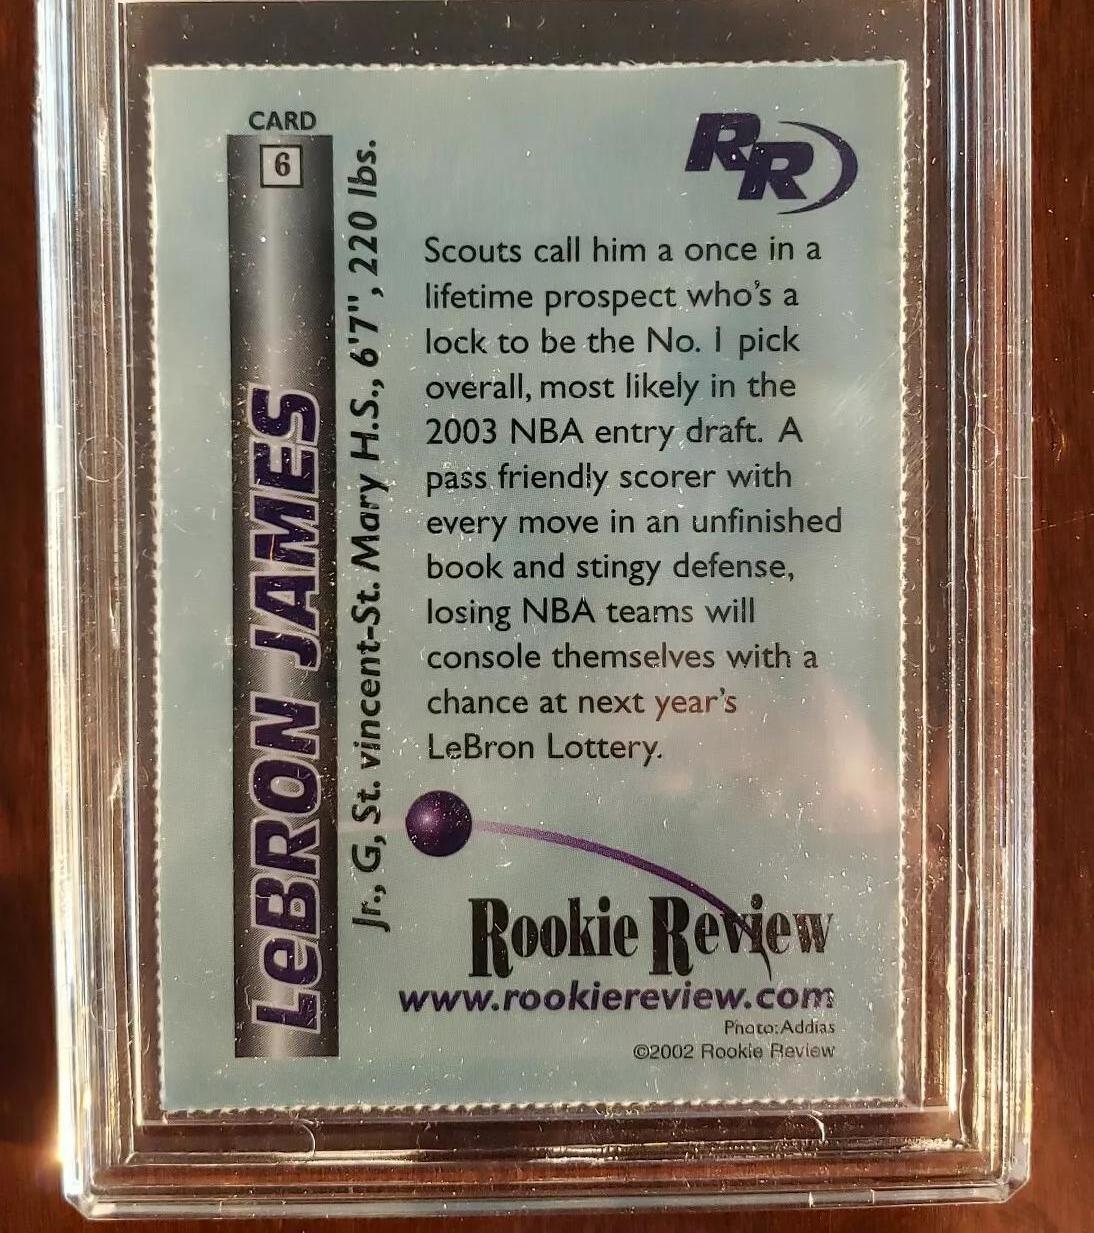 CARD
6
LeBRON JAMES
Jr., G, St. vincent-St. Mary H.S., 6'7", 220 lbs.
RR
Scouts call him a once in a
lifetime prospect who's a
lock to be the No. 1 pick
overall, most likely in the
2003 NBA entry draft. A
pass friendly scorer with
every move in an unfinished
book and stingy defense,
losing NBA teams will
console themselves with a
chance at next year's
LeBron Lottery.
Rookie Review
www.rookiereview.com
Photo:Addias
©2002 Rookie Review